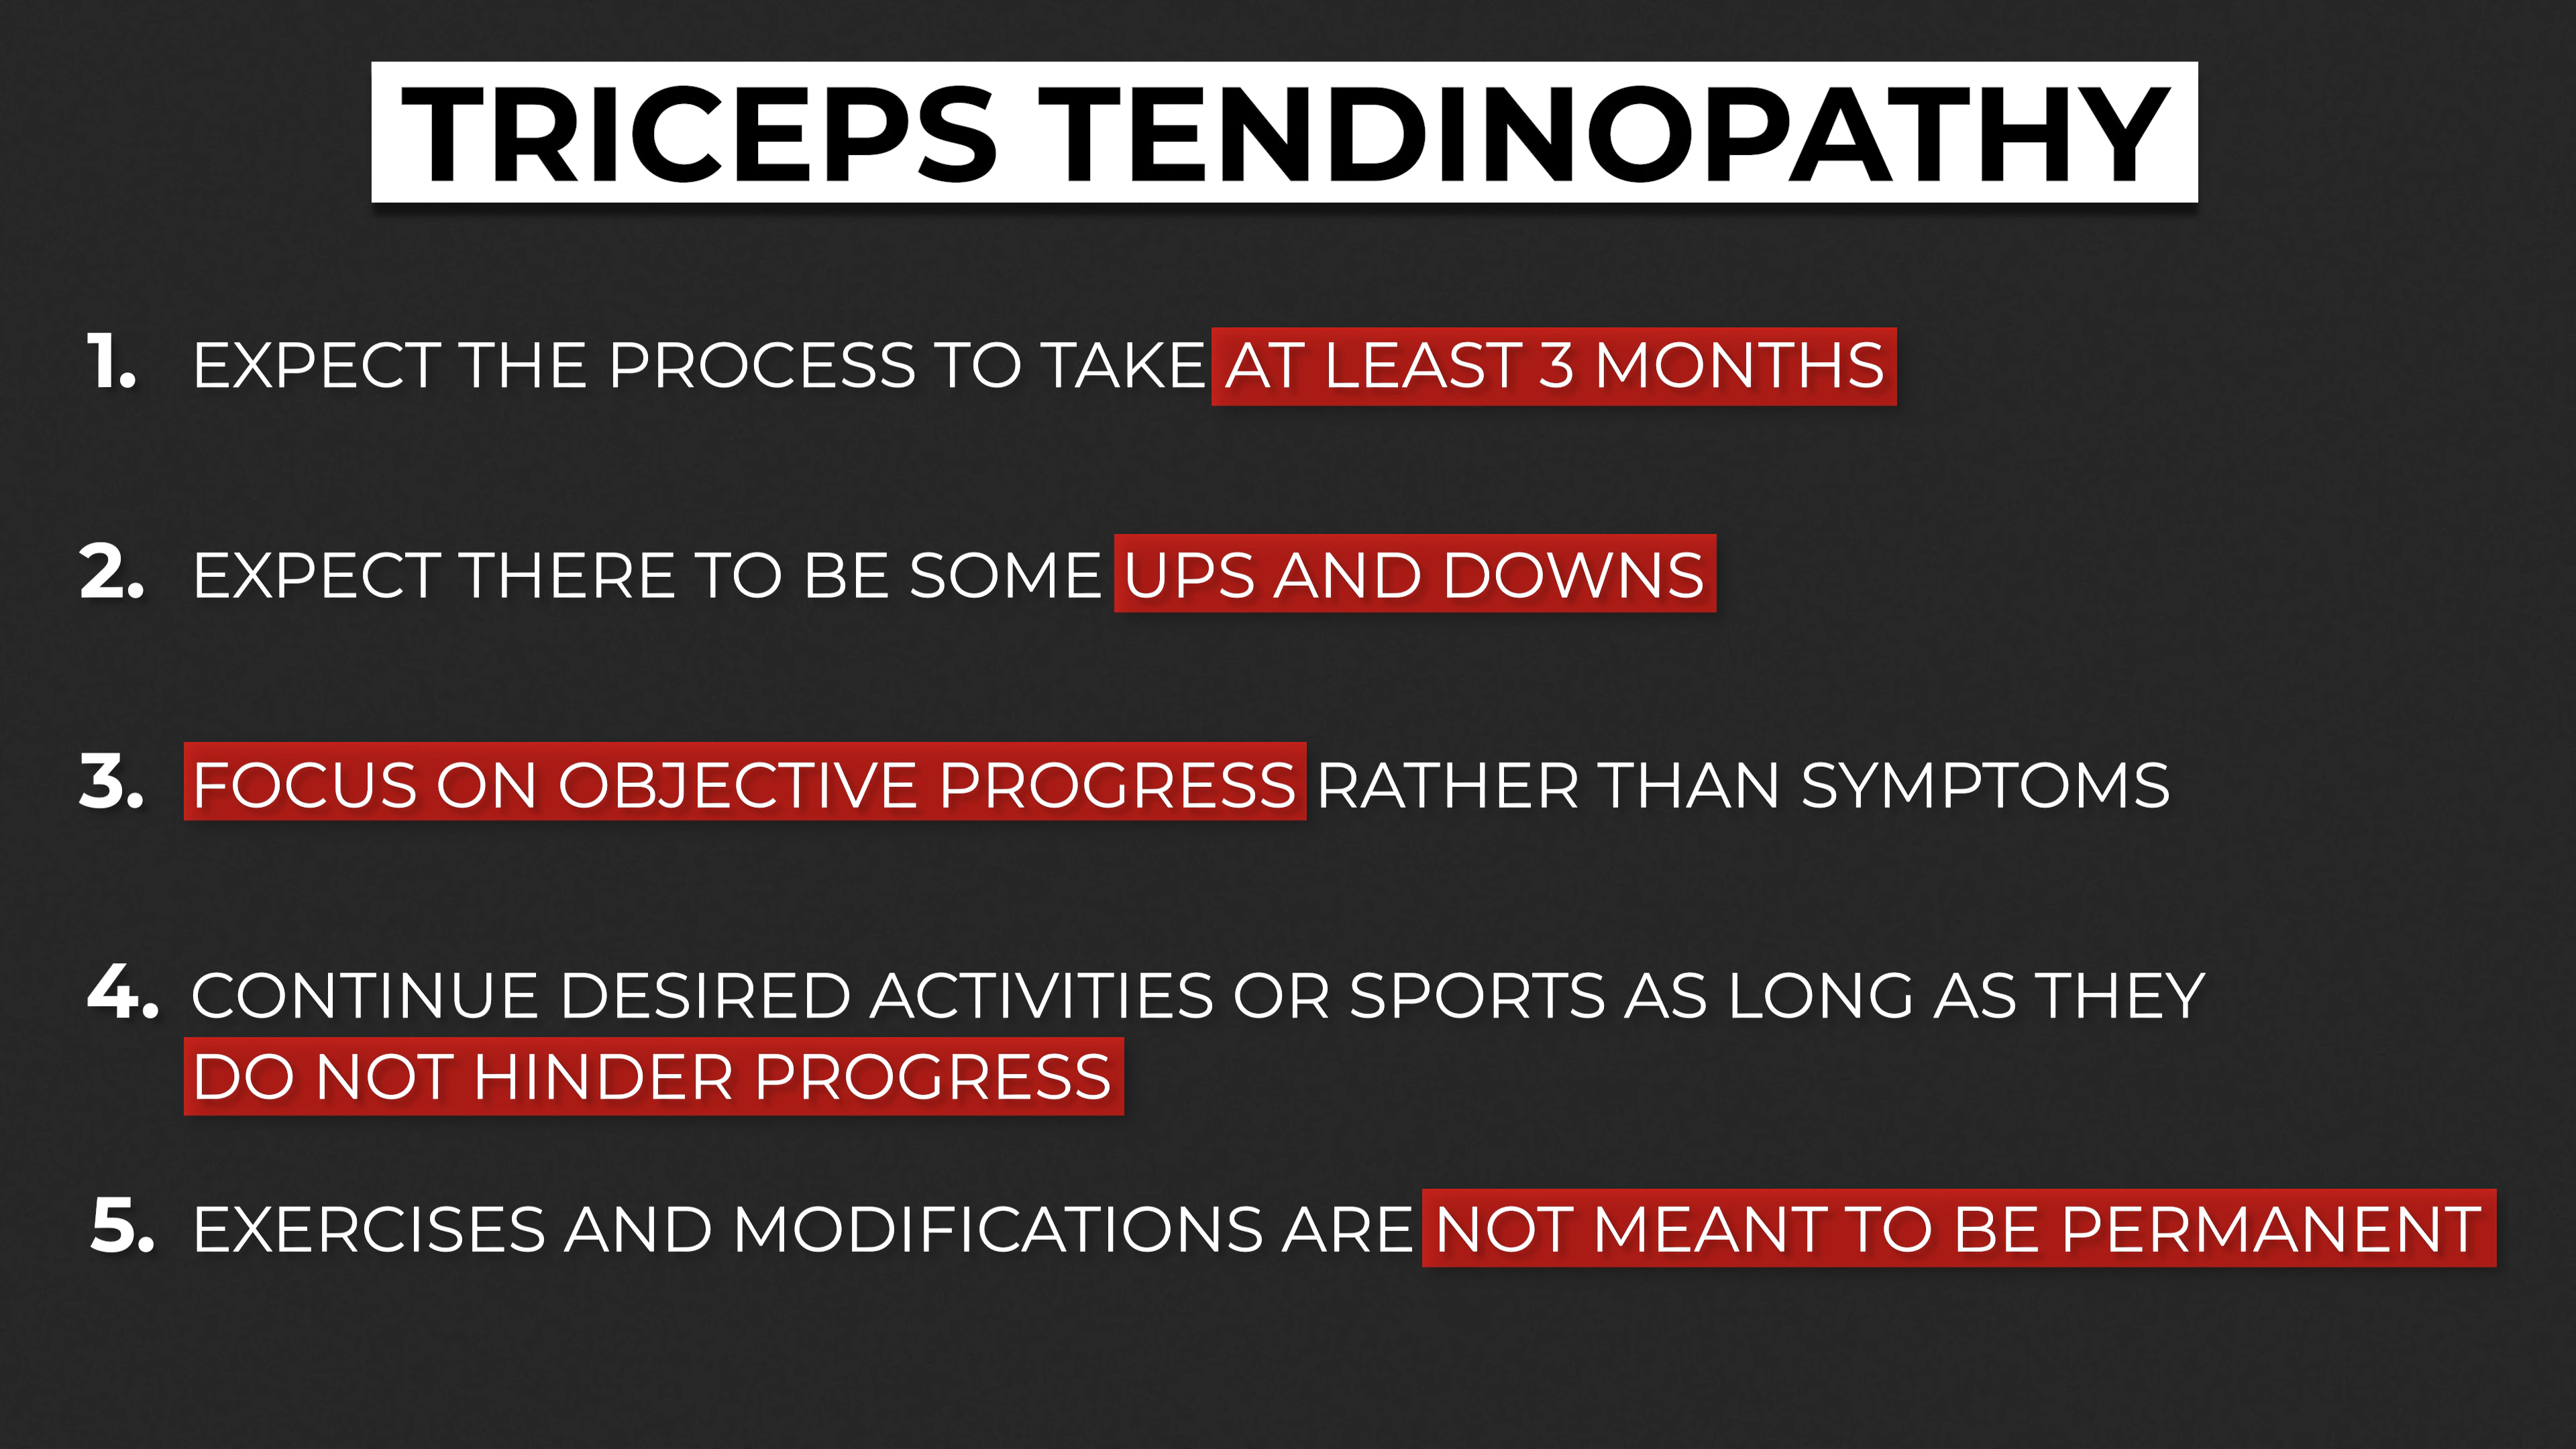 TRICEPS TENDINOPATHY
1. EXPECT THE PROCESS TO TAKE AT LEAST 3 MONTHS
2. EXPECT THERE TO BE SOME UPS AND DOWNS
3. FOCUS ON OBJECTIVE PROGRESS RATHER THAN SYMPTOMS
4. CONTINUE DESIRED ACTIVITIES OR SPORTS AS LONG AS THEY
DO NOT HINDER PROGRESS
5. EXERCISES AND MODIFICATIONS ARE NOT MEANT TO BE PERMANENT